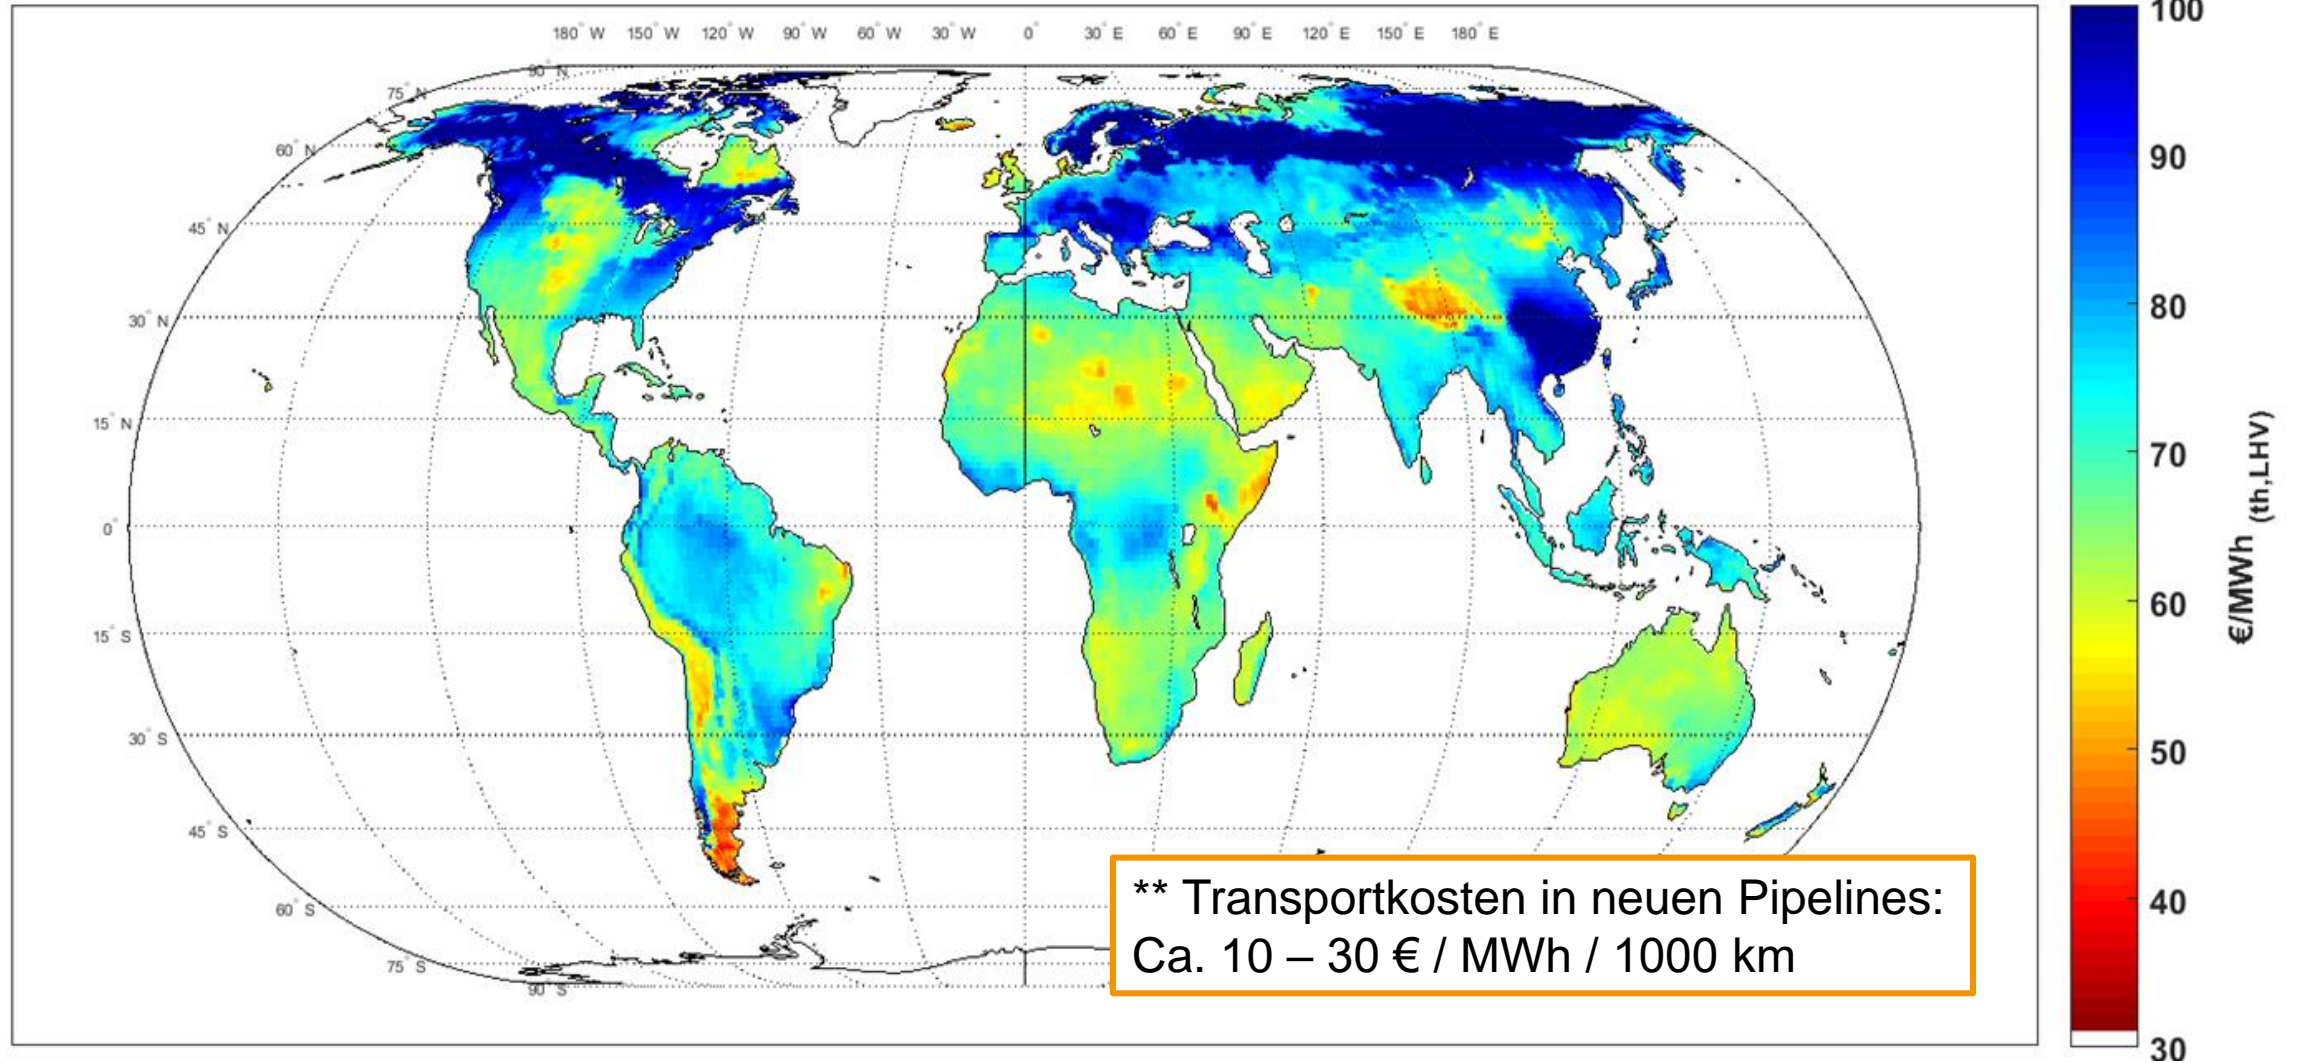 180° W 150° W 120° W 90° W 60° W 30° W 0° 30° E 60° E 90° E 120° E 150° E 180° E
90° N
75° N
60° N
45° N
30° N
15° N
0°
15° S
30° S
45° S
60° S
75° S
90° S
** Transportkosten in neuen Pipelines:
Ca. 10 – 30 € / MWh / 1000 km
100
90
80
70
60
50
40
30
€/MWh (th,LHV)